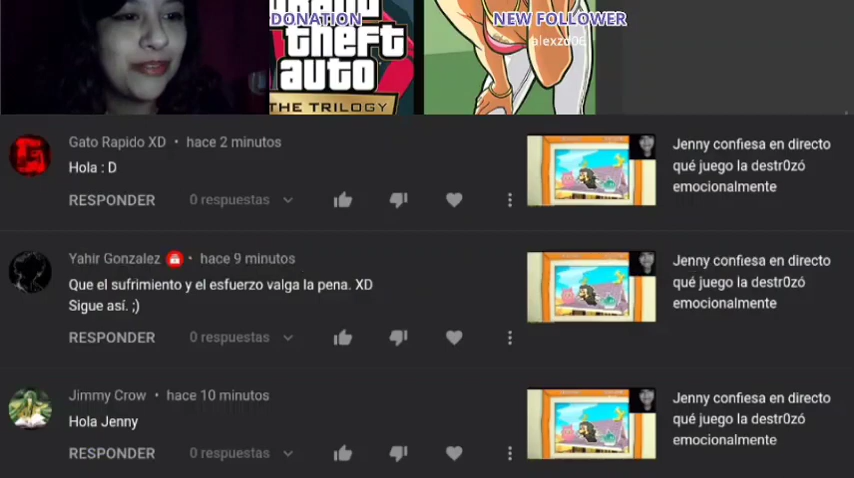 DONATION
NEW FOLLOWER
alexzd06
GRAND
theft
auto
THE TRILOGY
Gato Rapido XD • hace 2 minutos
Hola : D
RESPONDER 0 respuestas
Jenny confiesa en directo
qué juego la destr0zó
emocionalmente
Yahir Gonzalez • hace 9 minutos
Que el sufrimiento y el esfuerzo valga la pena. XD
Sigue así. ;)
RESPONDER 0 respuestas
Jenny confiesa en directo
qué juego la destr0zó
emocionalmente
Jimmy Crow • hace 10 minutos
Hola Jenny
RESPONDER 0 respuestas
Jenny confiesa en directo
qué juego la destr0zó
emocionalmente